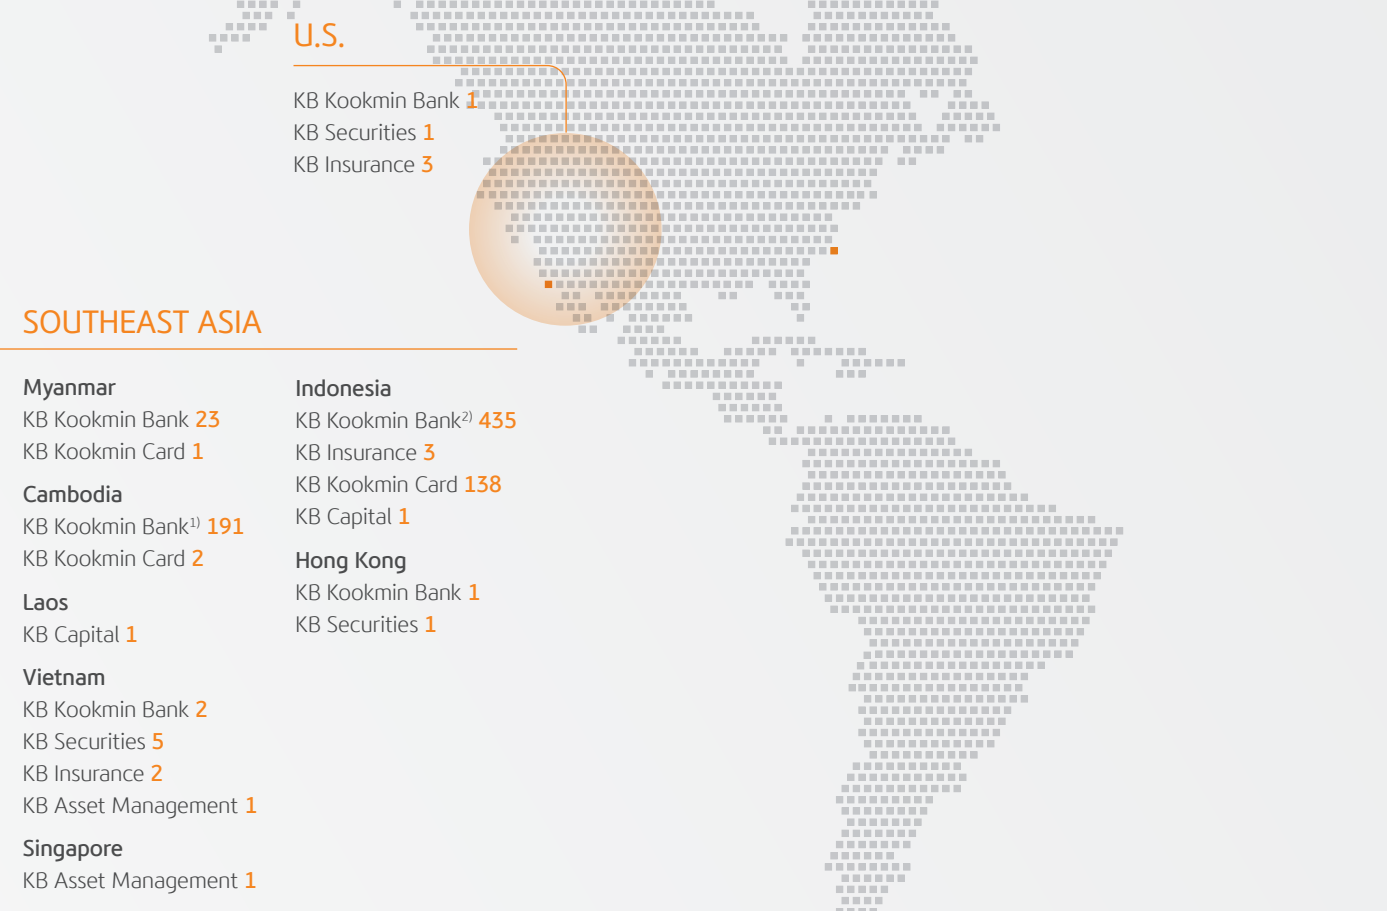 U.S.
KB Kookmin Bank 1
KB Securities 1
KB Insurance 3
SOUTHEAST ASIA
Myanmar
KB Kookmin Bank 23
KB Kookmin Card 1
Cambodia
KB Kookmin Bank1) 191
KB Kookmin Card 2
Laos
KB Capital 1
Vietnam
KB Kookmin Bank 2
KB Securities 5
KB Insurance 2
KB Asset Management 1
Singapore
KB Asset Management 1
Indonesia
KB Kookmin Bank2) 435
KB Insurance 3
KB Kookmin Card 138
KB Capital 1
Hong Kong
KB Kookmin Bank 1
KB Securities 1